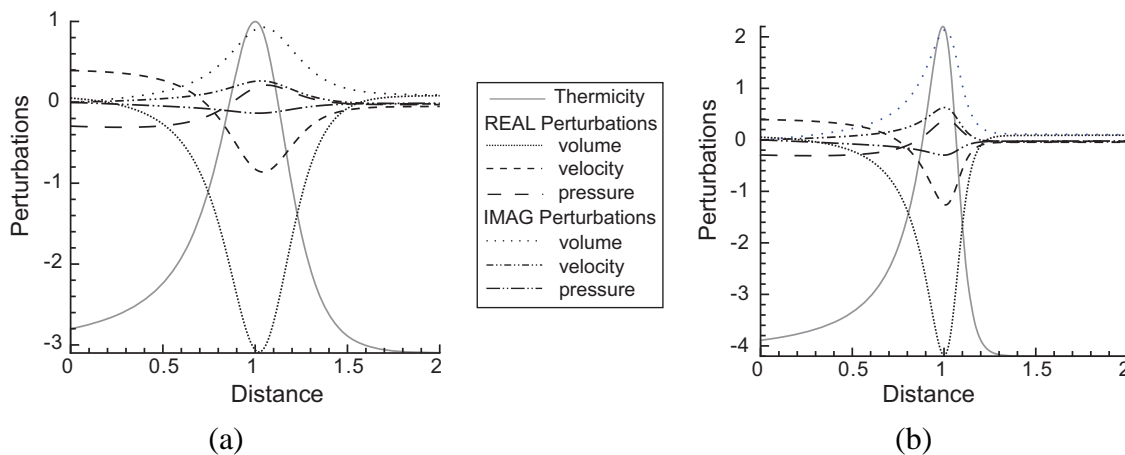 1
0
-1
-2
-3
Perturbations
0
0.5
1
1.5
2
Distance
(a)
Thermicity
REAL Perturbations
volume
velocity
pressure
IMAG Perturbations
volume
velocity
pressure
2
1
0
-1
-2
-3
-4
Perturbations
0
0.5
1
1.5
2
Distance
(b)